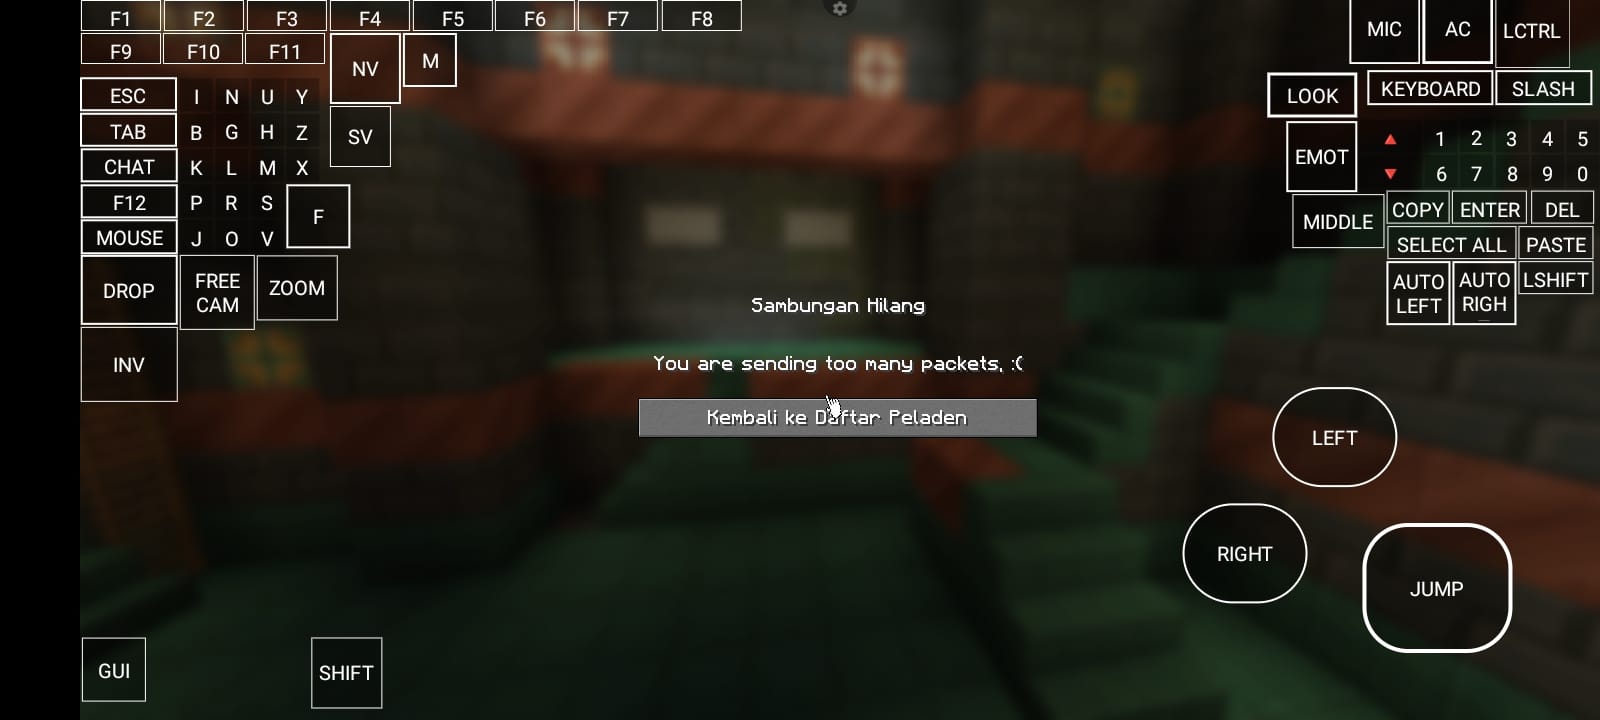 F1 F2 F3 F4 F5 F6 F7 F8
F9 F10 F11
NV
M
ESC
I N U Y
TAB
B G H Z
SV
CHAT
K L M X
F12
P R S
F
MOUSE
J O V
DROP
FREE
CAM
ZOOM
INV
GUI
SHIFT
Sambungan Hilang
You are sending too many packets, :(
Kembali ke Daftar Peladen
MIC
AC
LCTRL
LOOK
KEYBOARD
SLASH
EMOT
1 2 3 4 5
6 7 8 9 0
MIDDLE
COPY
ENTER
DEL
SELECT ALL
PASTE
AUTO
LEFT
AUTO
RIGH
LSHIFT
LEFT
RIGHT
JUMP